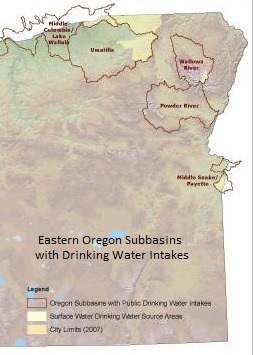 Middle
Columbia/
Lake
Wallula
Umatilla
Wallowa
River
Powder River
Middle Snake/
Payette
Eastern Oregon Subbasins
with Drinking Water Intakes
Legend
Oregon Subbasins with Public Drinking Water Intakes
Surface Water Drinking Water Source Areas
City Limits (2007)